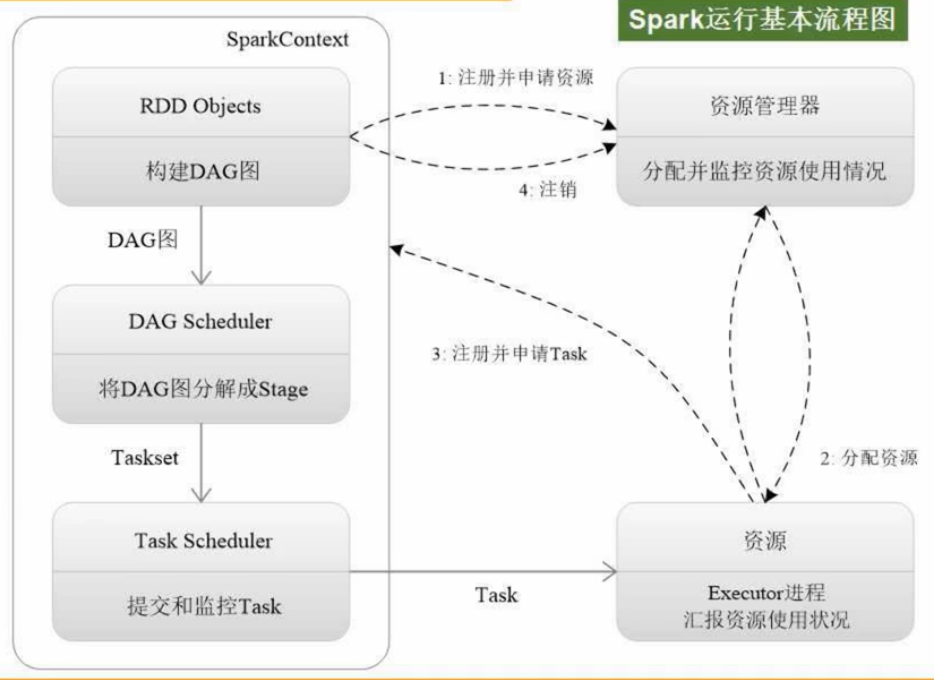 Spark运行基本流程图
SparkContext
RDD Objects
构建DAG图
1: 注册并申请资源
4: 注销
资源管理器
分配并监控资源使用情况
DAG图
DAG Scheduler
将DAG图分解成Stage
3: 注册并申请Task
Taskset
2: 分配资源
Task Scheduler
提交和监控Task
Task
资源
Executor进程
汇报资源使用状况